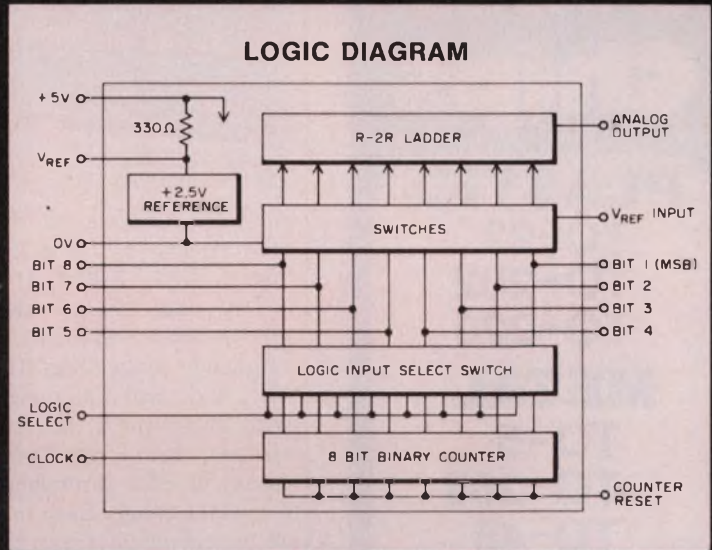 LOGIC DIAGRAM
+5V
330Ω
VREF
+2.5V
REFERENCE
0V
BIT 8
BIT 7
BIT 6
BIT 5
LOGIC
SELECT
CLOCK
R-2R LADDER
SWITCHES
LOGIC INPUT SELECT SWITCH
8 BIT BINARY COUNTER
ANALOG
OUTPUT
VREF INPUT
BIT 1 (MSB)
BIT 2
BIT 3
BIT 4
COUNTER
RESET